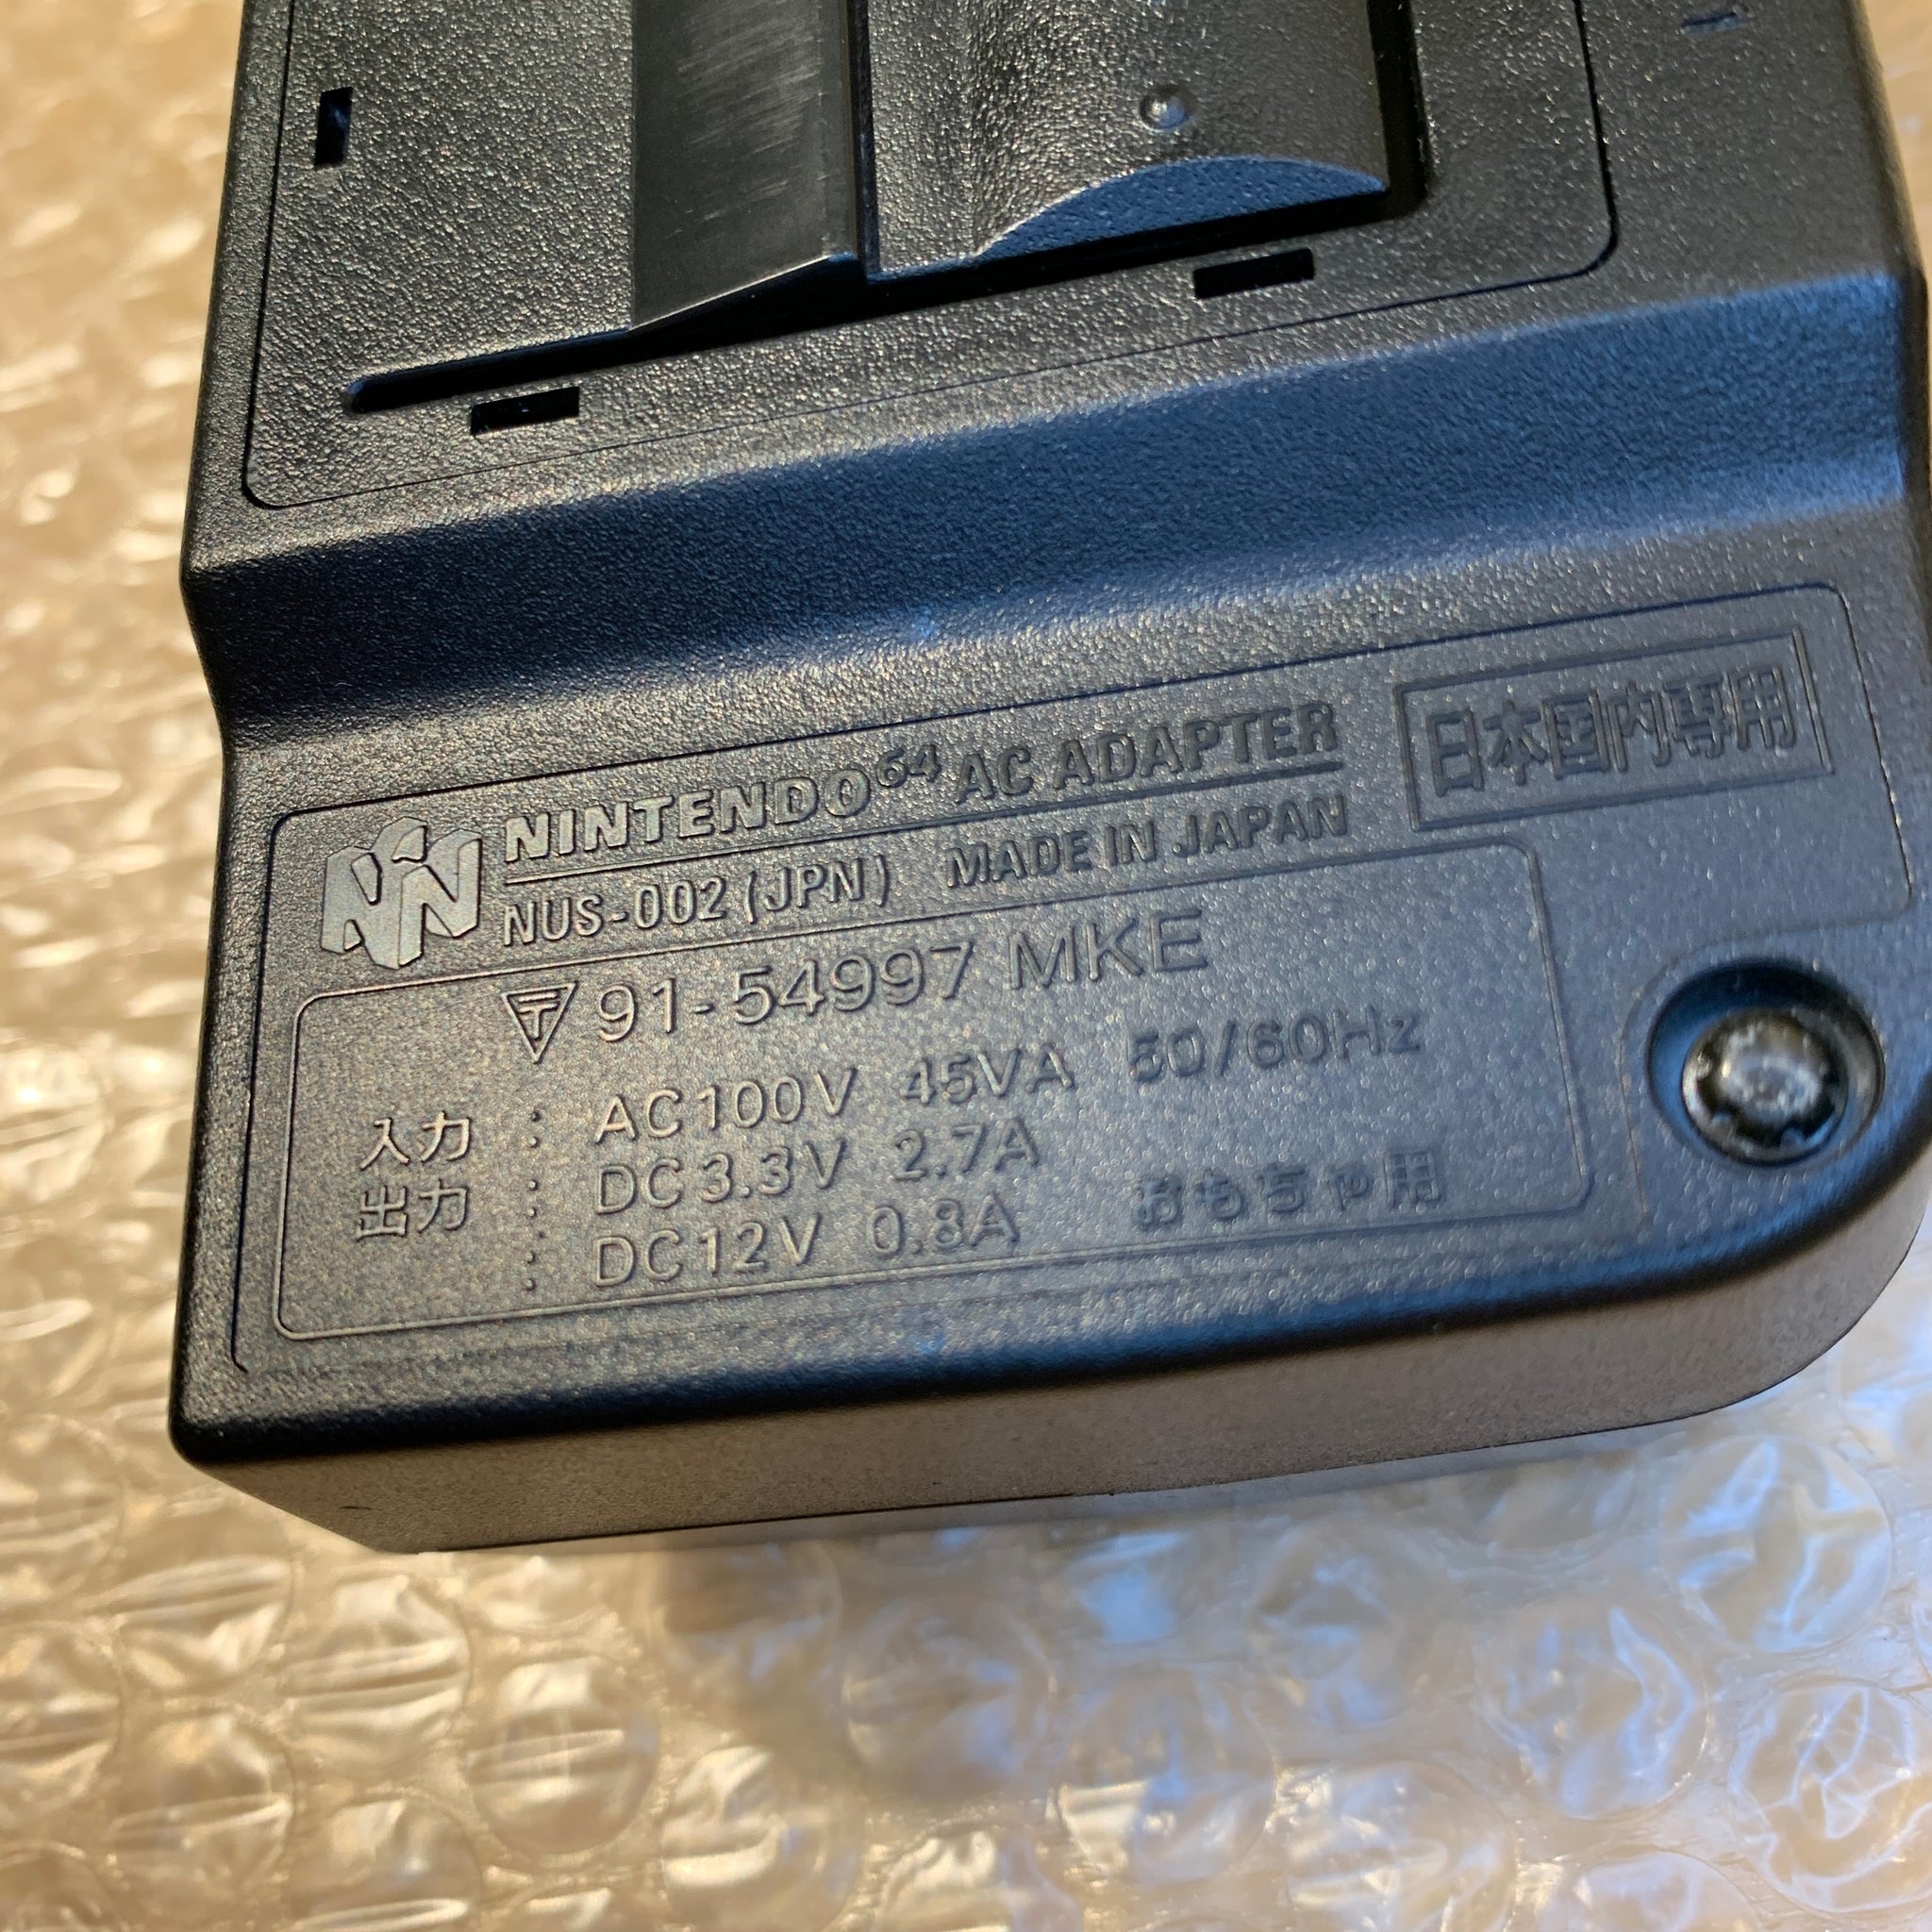 NINTENDO64 AC ADAPTER
NUS-002 (JPN) MADE IN JAPAN
日本国内専用
91-54997 MKE
入力 : AC100V 45VA 50/60Hz
出力 : DC3.3V 2.7A
: DC12V 0.8A おもちゃ用